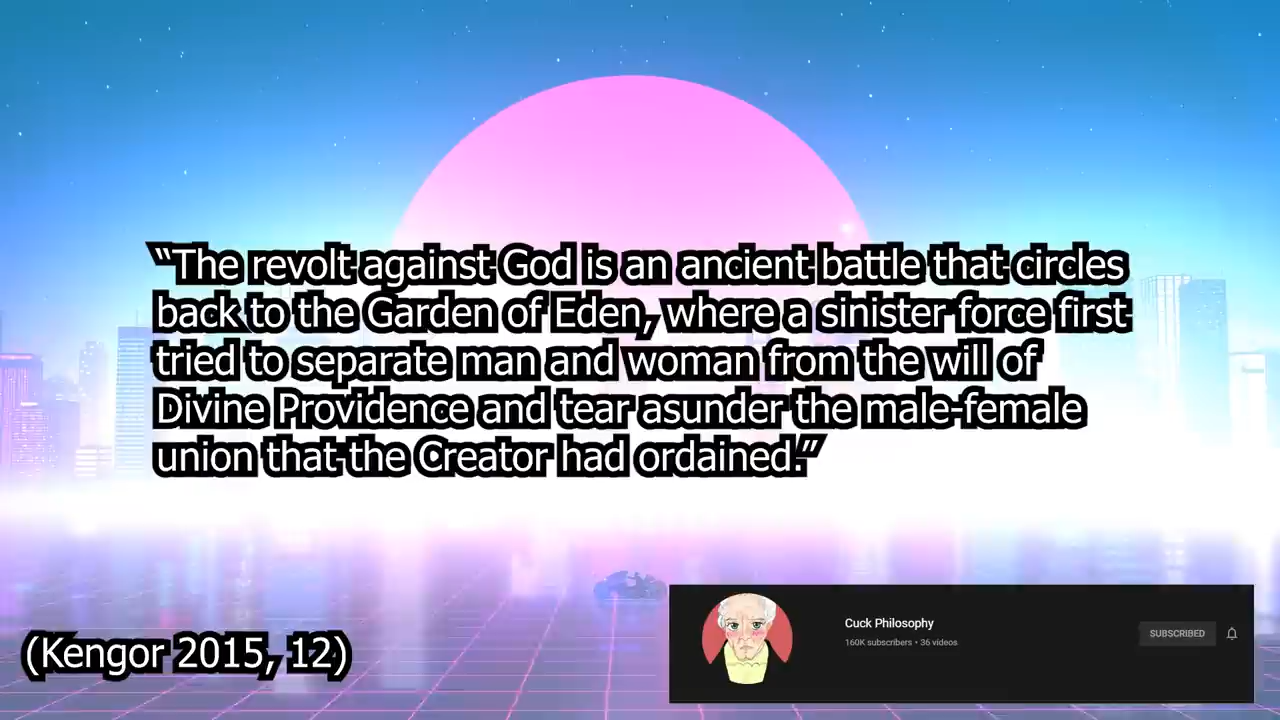 “The revolt against God is an ancient battle that circles
back to the Garden of Eden, where a sinister force first
tried to separate man and woman from the will of
Divine Providence and tear asunder the male-female
union that the Creator had ordained.”
Cuck Philosophy
160K subscribers • 36 videos
SUBSCRIBED
(Kengor 2015, 12)